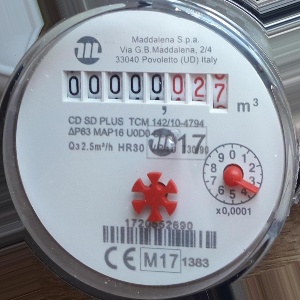 Maddalena S.p.a.
Via G.B.Maddalena, 2/4
33040 Povoletto (UD) Italy
00000027 m³
CD SD PLUS TCM 142/10-4794
ΔP63 MAP16 U0D0
M17
Q₃ 2.5m³/h HR30
x0,0001
CE M17 1383